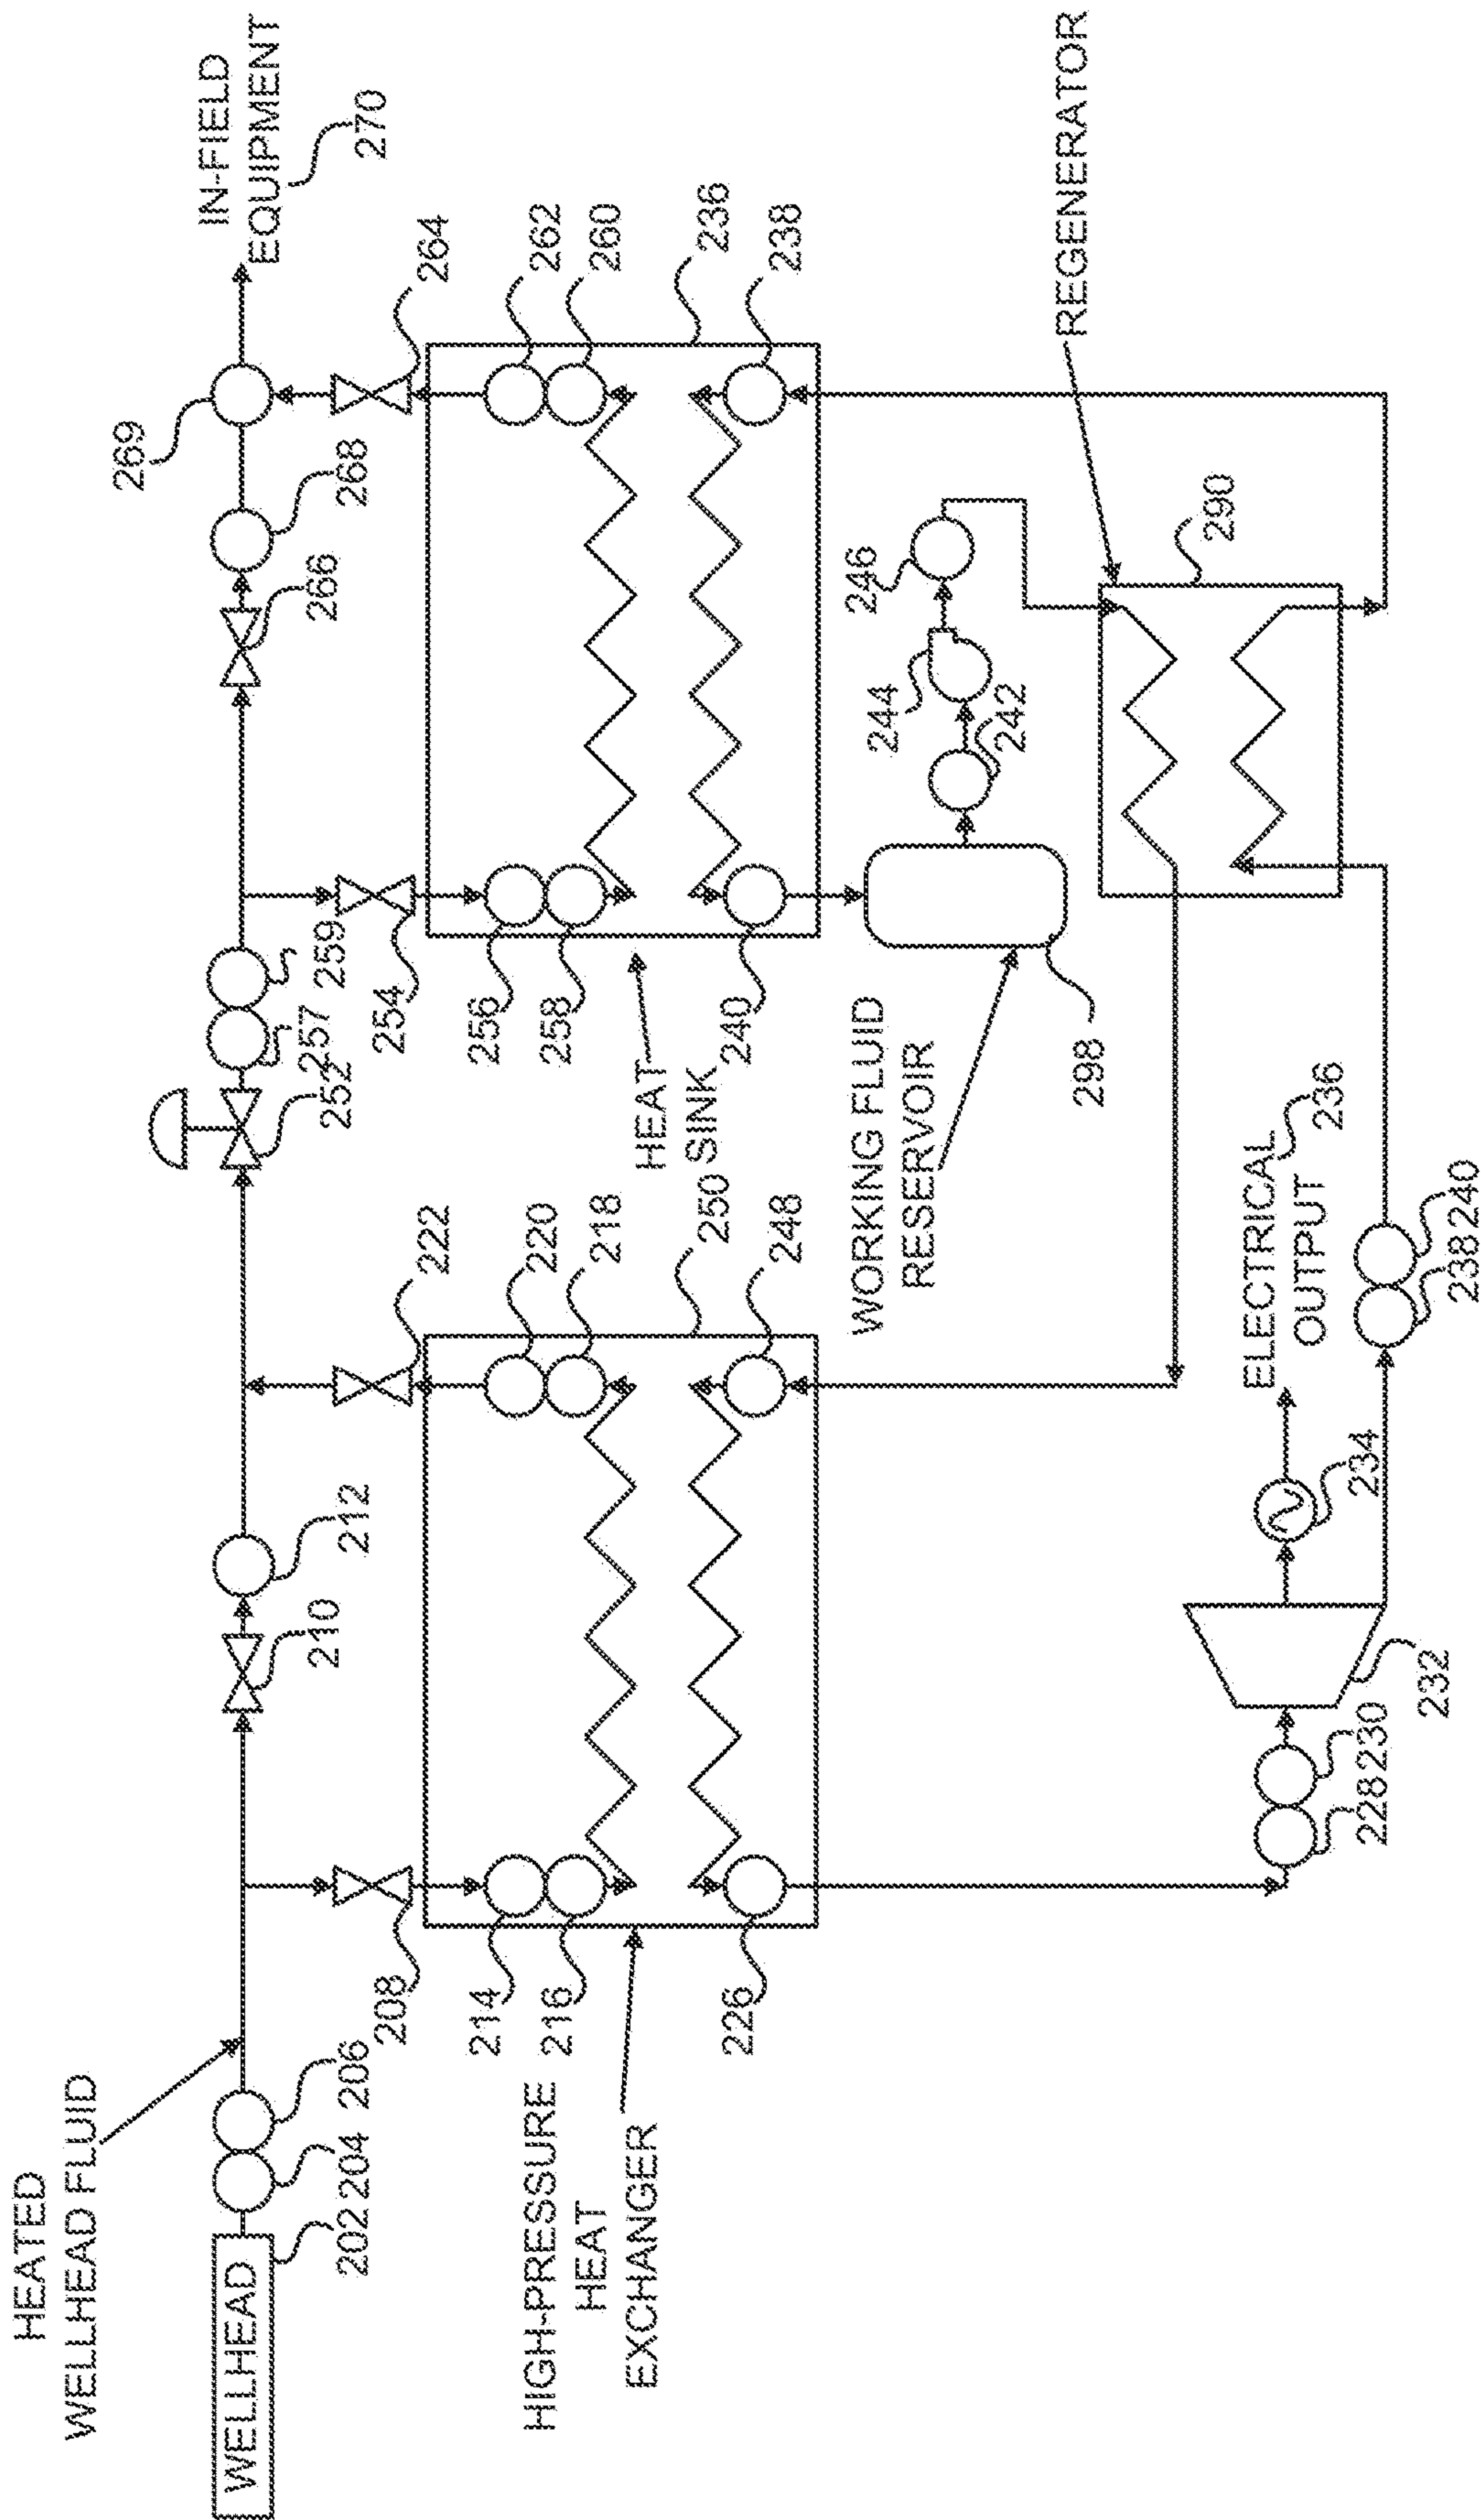 HEATED
WELLHEAD FLUID
WELLHEAD
202
204
206
208
210
212
222
252
257
259
254
266
268
269
IN-FIELD
EQUIPMENT
270
264
HIGH-PRESSURE
HEAT
EXCHANGER
214
216
226
220
218
250
248
HEAT
SINK
256
258
240
262
260
236
238
WORKING FLUID
RESERVOIR
298
244
242
246
REGENERATOR
290
228
230
232
234
ELECTRICAL
OUTPUT
236
238
240